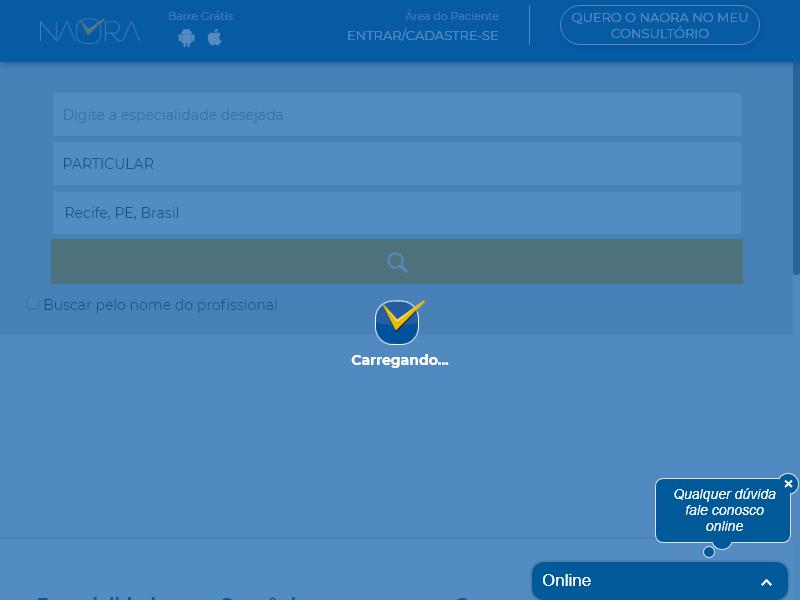 NAORA
Baixe Grátis
Área do Paciente
ENTRAR/CADASTRE-SE
QUERO O NAORA NO MEU
CONSULTÓRIO
Digite a especialidade desejada
PARTICULAR
Recife, PE, Brasil
Buscar pelo nome do profissional
Carregando...
Qualquer dúvida
fale conosco
online
Online